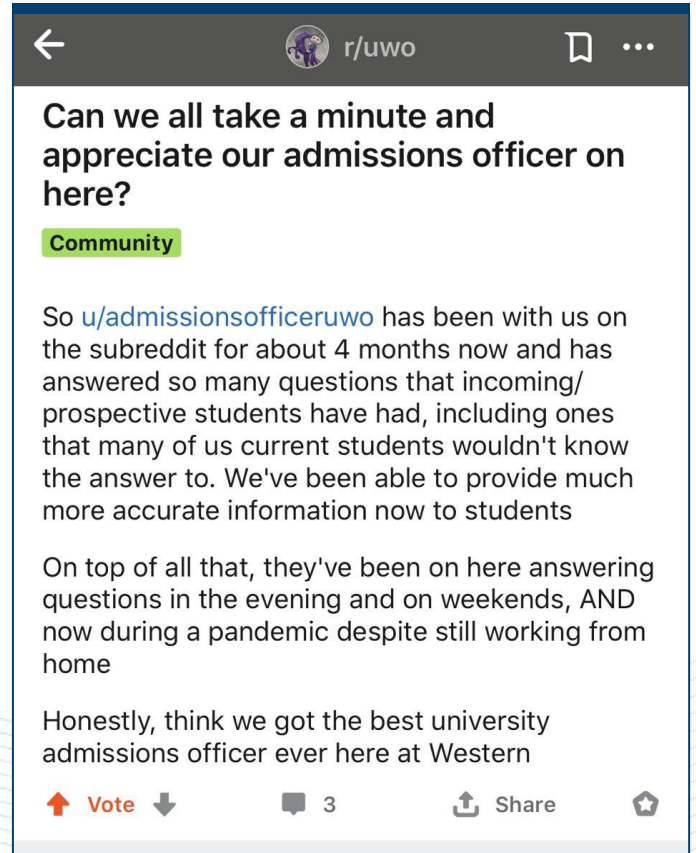 r/uwo
Can we all take a minute and
appreciate our admissions officer on
here?
Community
So u/admissionsofficeruwo has been with us on
the subreddit for about 4 months now and has
answered so many questions that incoming/
prospective students have had, including ones
that many of us current students wouldn't know
the answer to. We've been able to provide much
more accurate information now to students
On top of all that, they've been on here answering
questions in the evening and on weekends, AND
now during a pandemic despite still working from
home
Honestly, think we got the best university
admissions officer ever here at Western
Vote 3 Share